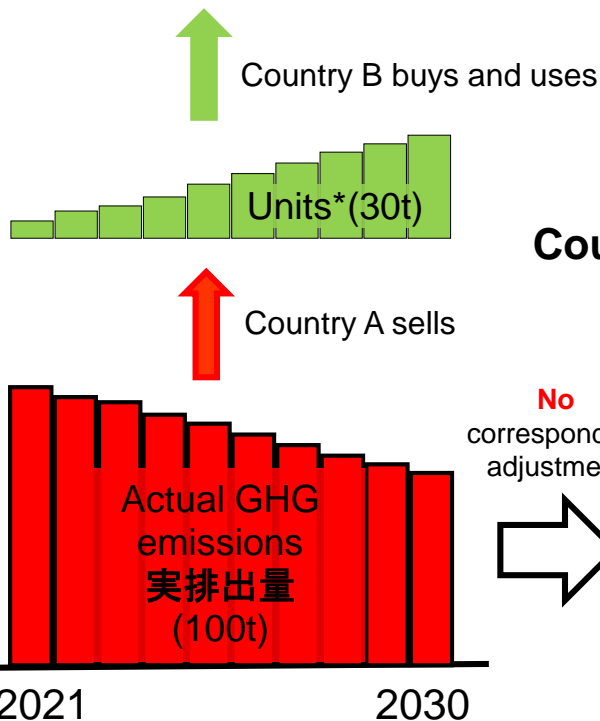 Country B buys and uses
Units*(30t)
Cou
Country A sells
No
correspond
adjustme
Actual GHG
emissions
実排出量
(100t)
2021
2030